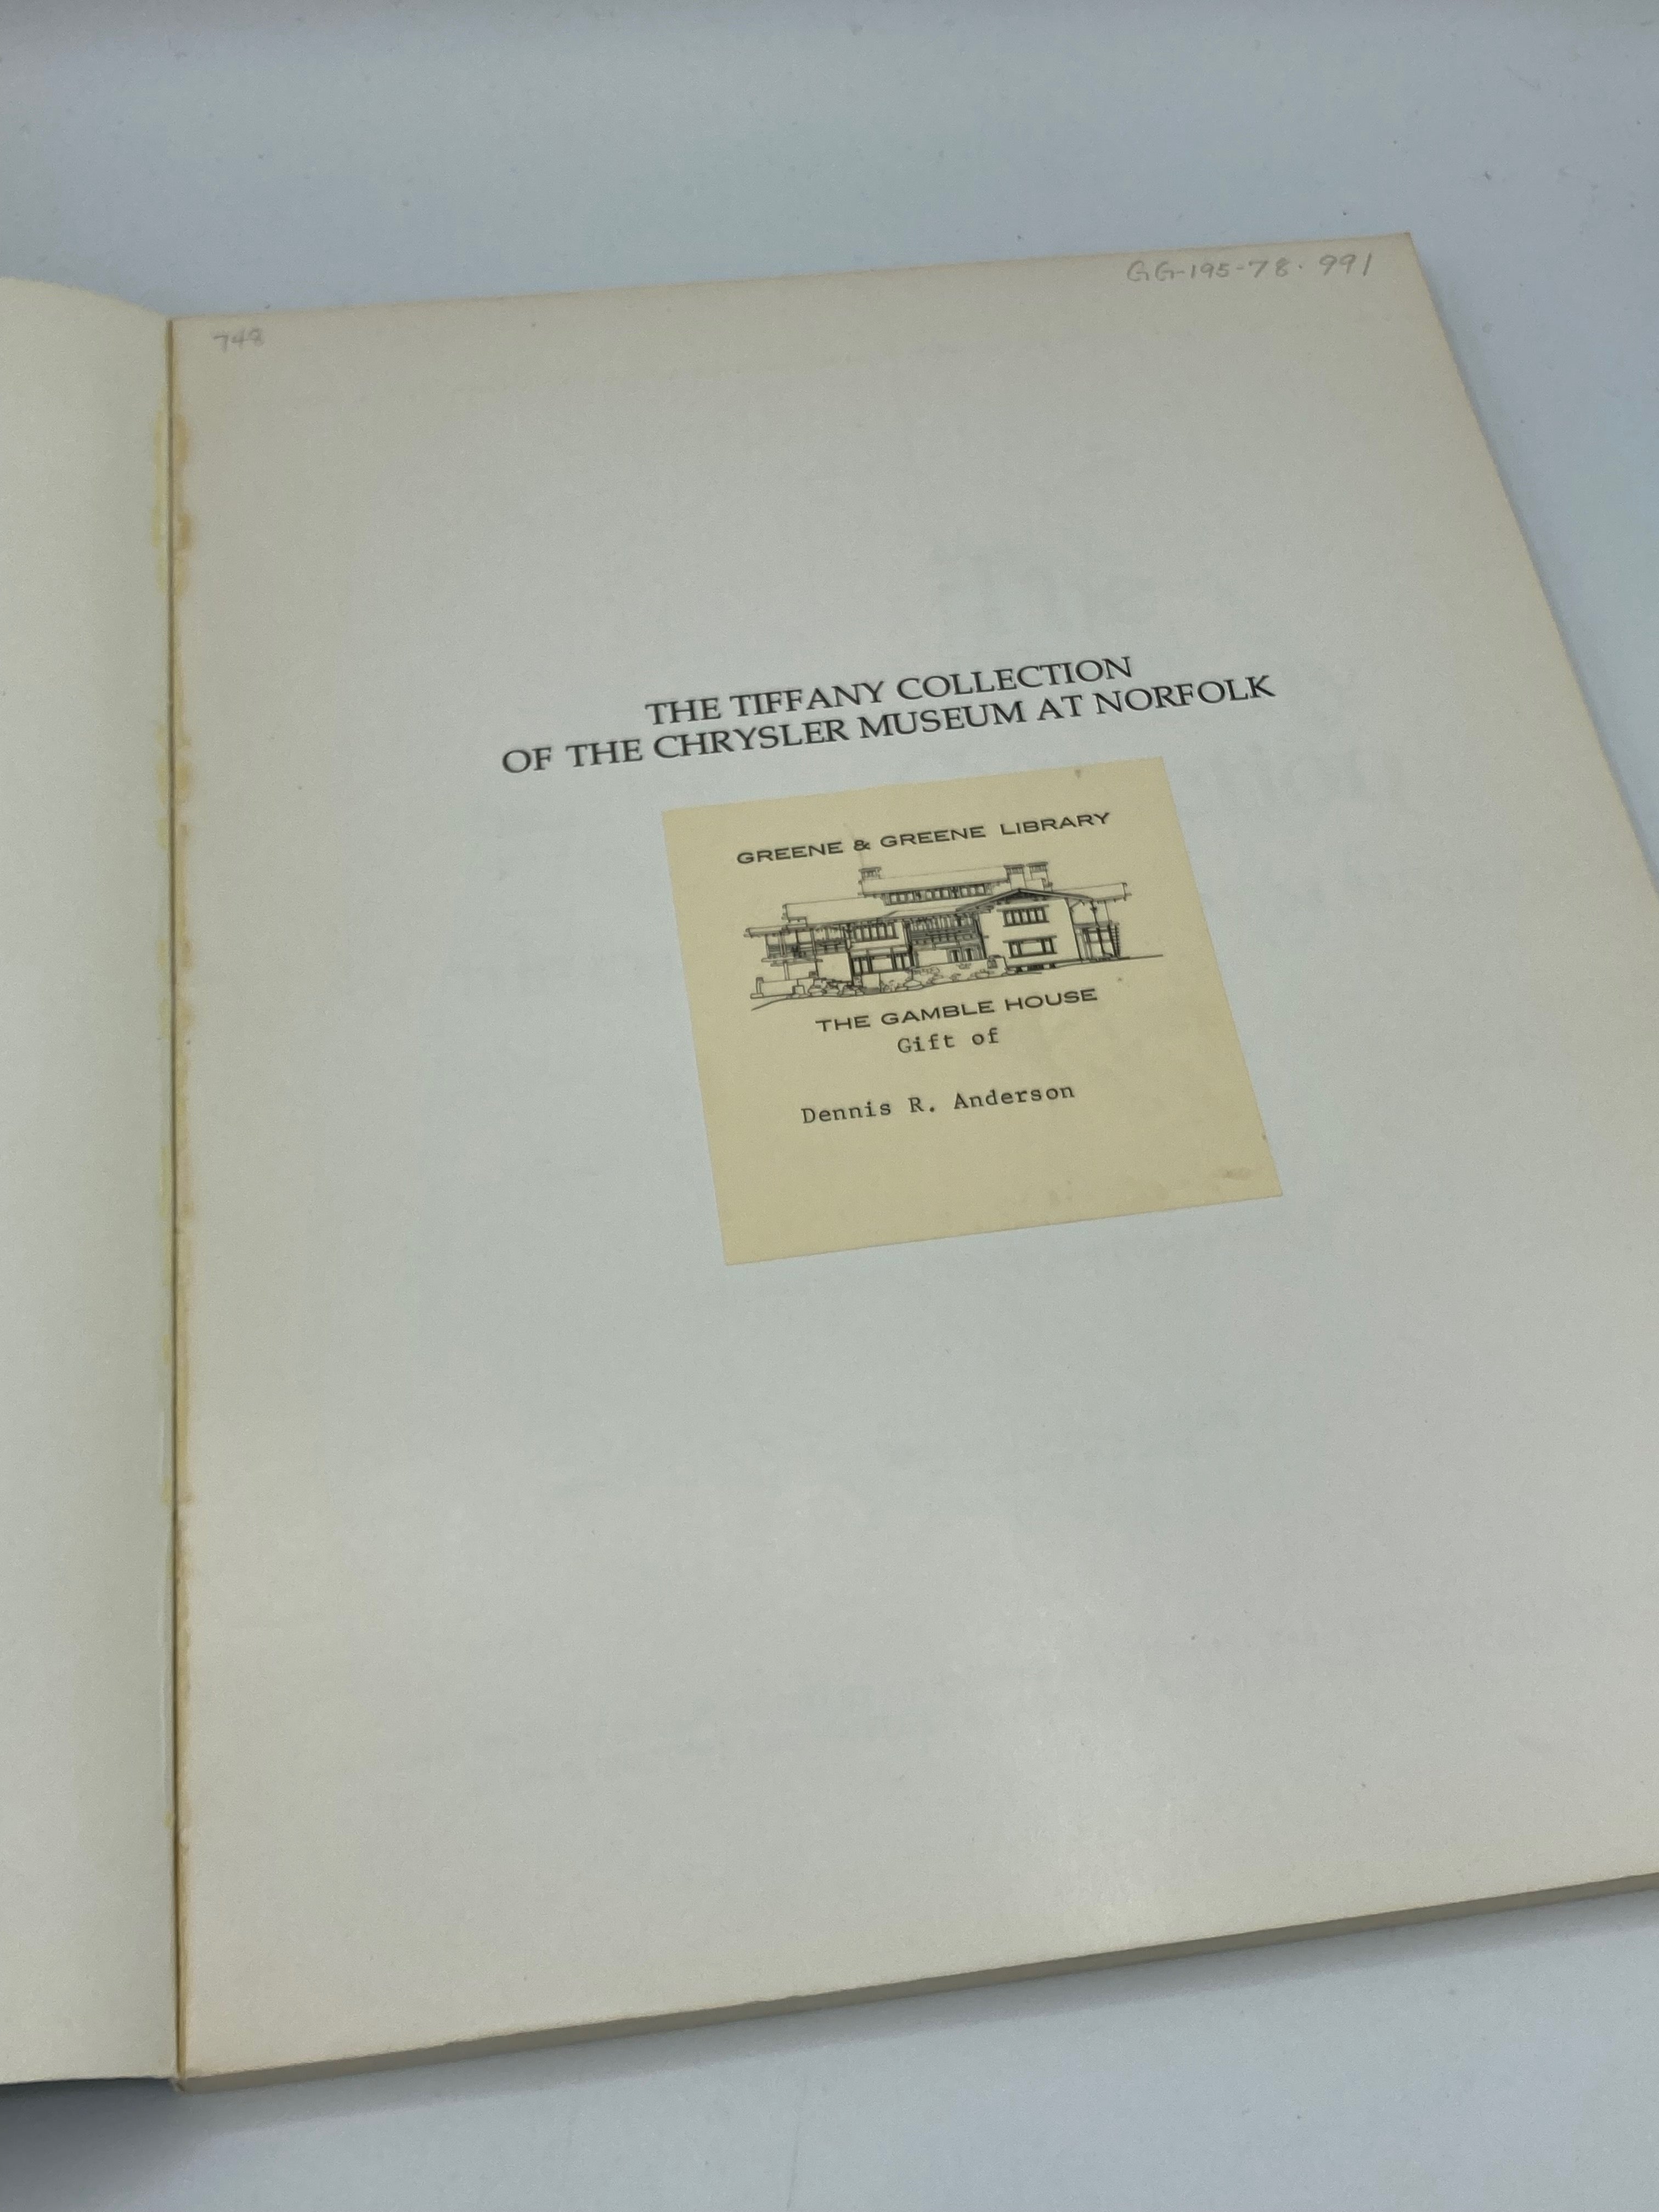 748
GG-195-78.991
THE TIFFANY COLLECTION
OF THE CHRYSLER MUSEUM AT NORFOLK
GREENE & GREENE LIBRARY
THE GAMBLE HOUSE
Gift of
Dennis R. Anderson